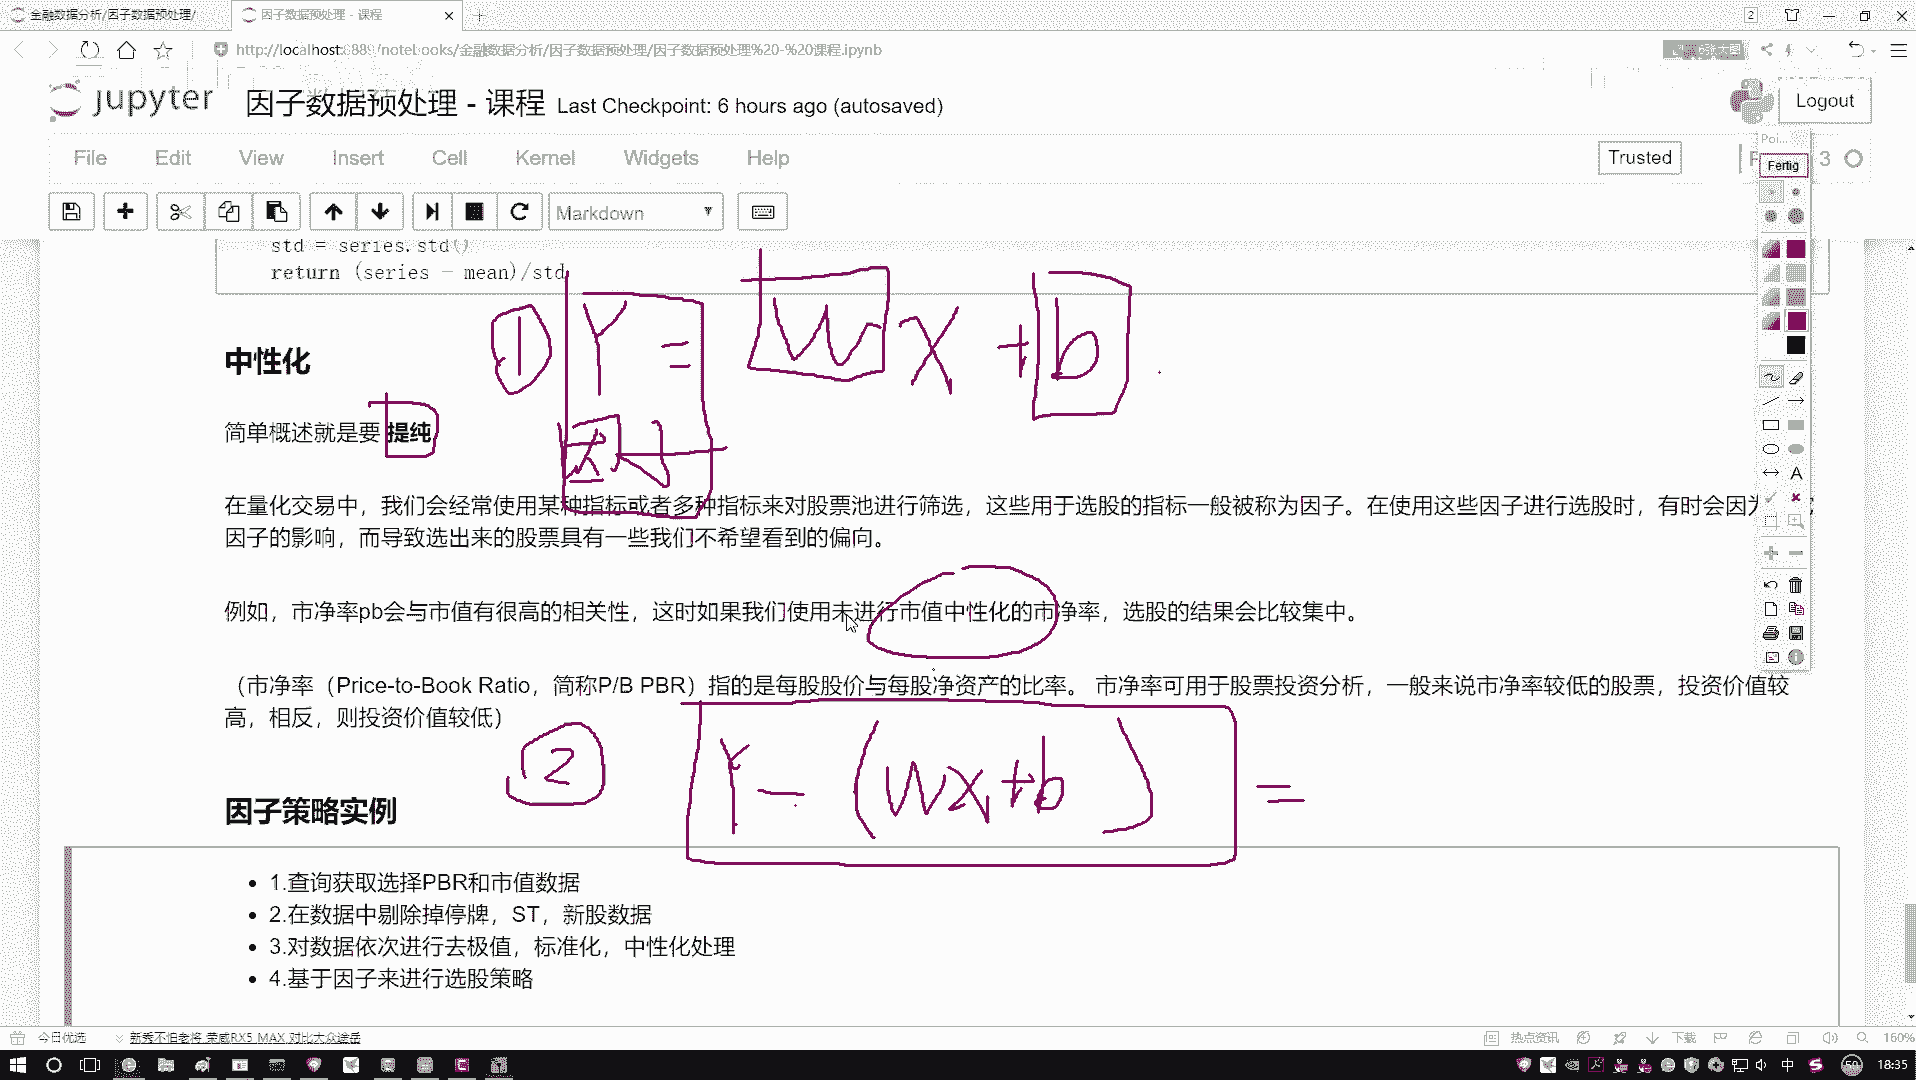 金融数据分析/因子数据预处理/
因子数据预处理 - 课程
2
http://localhost:8889/notebooks/金融数据分析/因子数据预处理/因子数据预处理%20-%20课程.ipynb
jupyter 因子数据预处理 - 课程 Last Checkpoint: 6 hours ago (autosaved)
Logout
File Edit View Insert Cell Kernel Widgets Help
Trusted
3
Fertig
Markdown
std = series.std()
return (series - mean)/std
① Y = W X + b
因子
中性化
简单概述就是要 提纯
在量化交易中，我们会经常使用某种指标或者多种指标来对股票池进行筛选，这些用于选股的指标一般被称为因子。在使用这些因子进行选股时，有时会因为
因子的影响，而导致选出来的股票具有一些我们不希望看到的偏向。
例如，市净率pb会与市值有很高的相关性，这时如果我们使用未进行市值中性化的市净率，选股的结果会比较集中。
（市净率（Price-to-Book Ratio，简称P/B PBR）指的是每股股价与每股净资产的比率。 市净率可用于股票投资分析，一般来说市净率较低的股票，投资价值较
高，相反，则投资价值较低）
② Y - (WX+b) =
因子策略实例
1.查询获取选择PBR和市值数据
2.在数据中剔除掉停牌，ST，新股数据
3.对数据依次进行去极值，标准化，中性化处理
4.基于因子来进行选股策略
今日优选
新秀不怕老将 荣威RX5 MAX 对比大众途岳
热点资讯
下载
160%
中
18:35